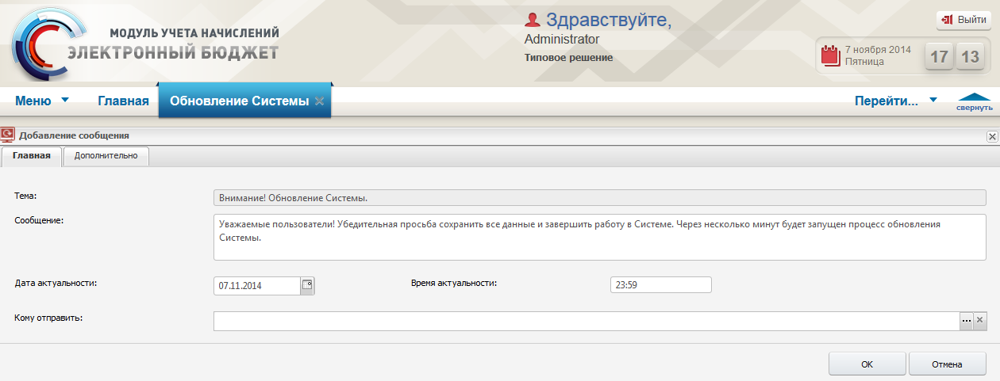 МОДУЛЬ УЧЕТА НАЧИСЛЕНИЙ
ЭЛЕКТРОННЫЙ БЮДЖЕТ
Здравствуйте,
Administrator
Типовое решение
Выйти
7 ноября 2014
Пятница
17 13
Меню
Главная
Обновление Системы
Перейти...
свернуть
Добавление сообщения
Главная
Дополнительно
Тема:
Внимание! Обновление Системы.
Сообщение:
Уважаемые пользователи! Убедительная просьба сохранить все данные и завершить работу в Системе. Через несколько минут будет запущен процесс обновления
Системы.
Дата актуальности:
07.11.2014
Время актуальности:
23:59
Кому отправить:
...
ОК
Отмена